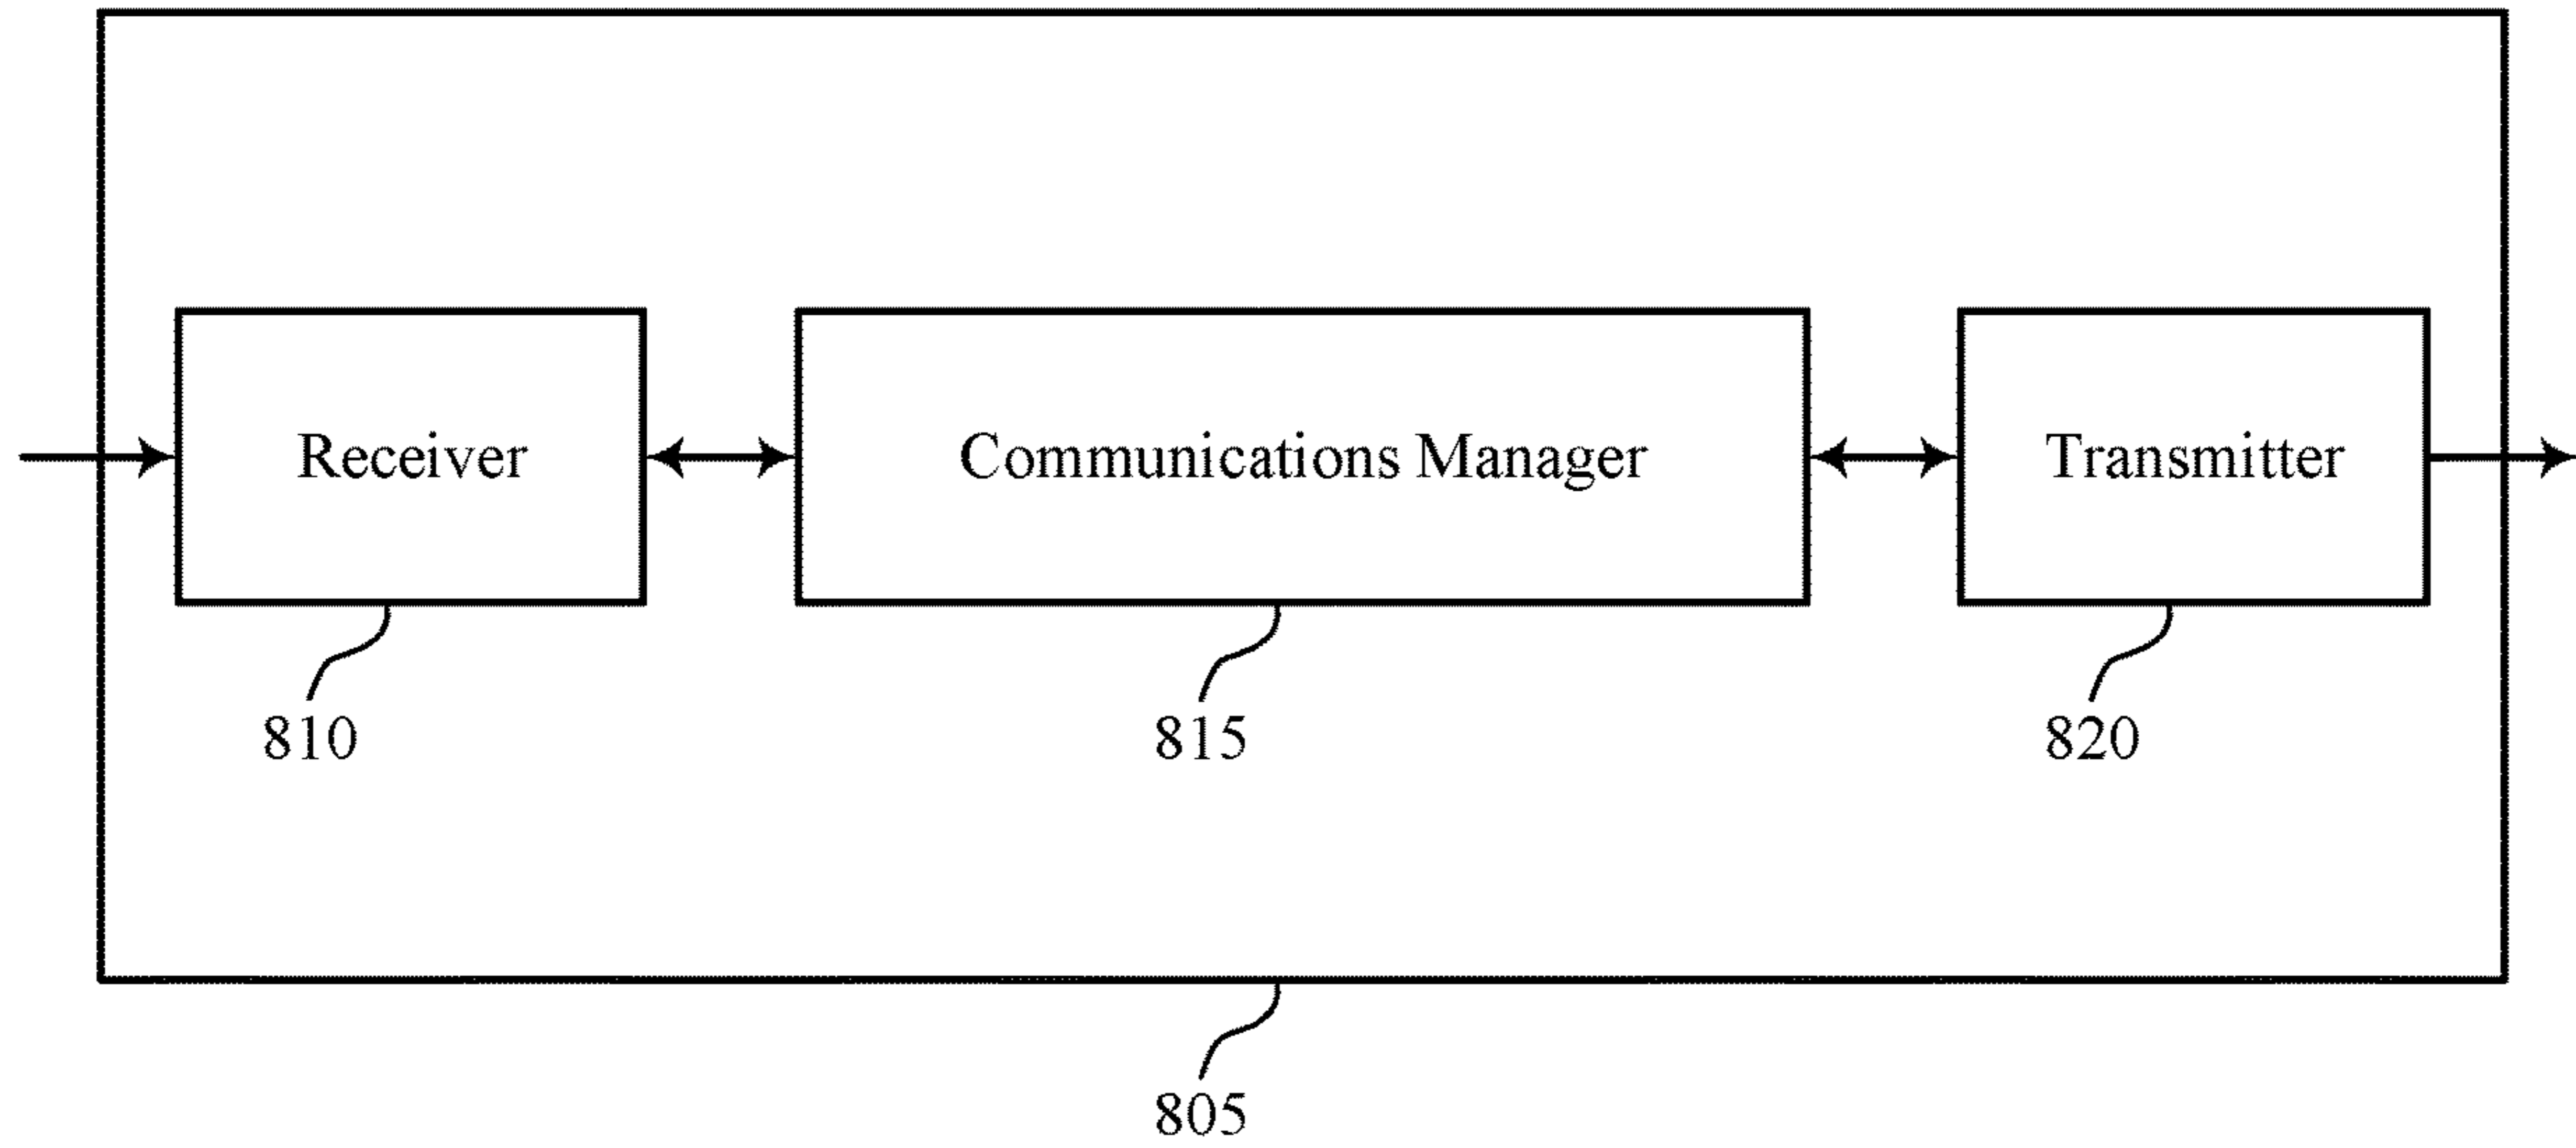 Receiver
Communications Manager
Transmitter
810
815
820
805